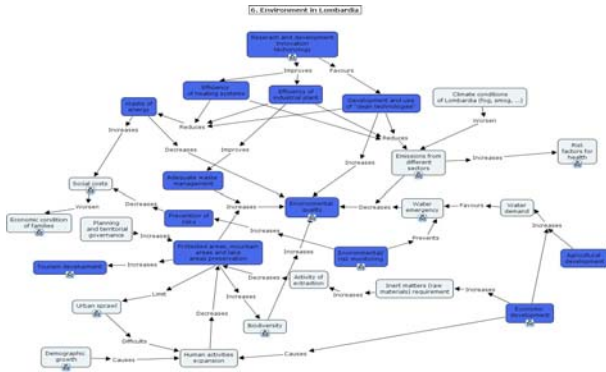 6. Environment in Lombardia
Research and development
innovation
technology
Improves
Favours
Efficiency
of heating systems
Efficiency of
industrial plant
Development and use
of "clean technologies"
Climate conditions
of Lombardia (fog, smog, ...)
Waste of
energy
Reduces
Reduces
Worsen
Increases
Improves
Decreases
Increases
Emissions from
different
sectors
Increases
Risk
factors for
health
Social costs
Adequate waste
management
Increases
Worsen
Decreases
Economic condition
of families
Prevention of
risks
Environmental
quality
Decreases
Water
emergency
Favours
Water
demand
Planning
and territorial
governance
Increases
Increases
Prevents
Increases
Protected areas, mountain
areas and lake
areas preservation
Environmental
risk monitoring
Agricultural
development
Tourism development
Increases
Increases
Decreases
Activity of
extraction
Increases
Inert matters (raw
materials) requirement
Increases
Limit
Increases
Increases
Urban sprawl
Decreases
Biodiversity
Economic
development
Difficults
Demographic
growth
Causes
Human activities
expansion
Causes